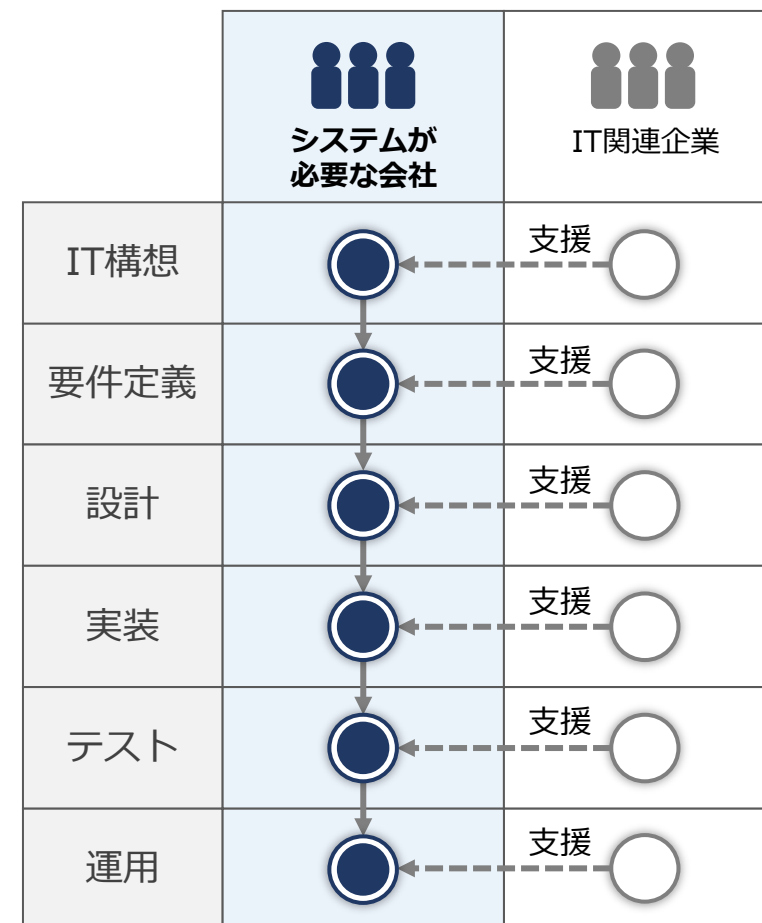 システムが
必要な会社
IT関連企業
IT構想
支援
要件定義
支援
設計
支援
実装
支援
テスト
支援
運用
支援